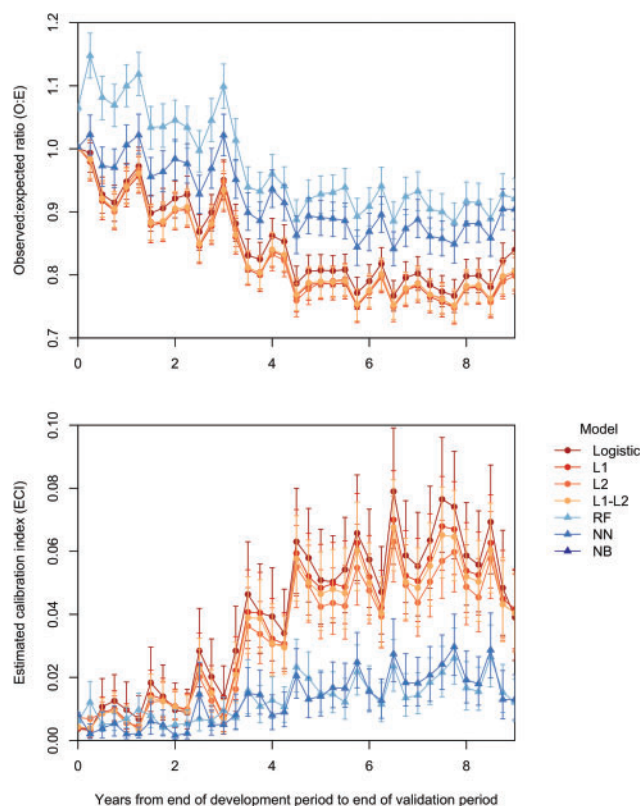 Observed:expected ratio (O:E)
1.2
1.1
1.0
0.9
0.8
0.7
0 2 4 6 8
Estimated calibration index (ECI)
0.10
0.08
0.06
0.04
0.02
0.00
0 2 4 6 8
Years from end of development period to end of validation period
Model
Logistic
L1
L2
L1-L2
RF
NN
NB